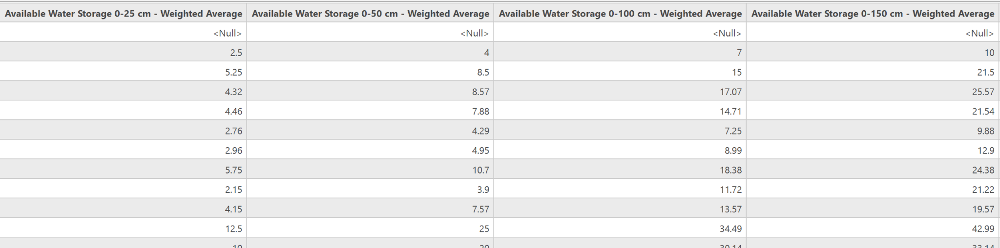 Available Water Storage 0-25 cm - Weighted Average Available Water Storage 0-50 cm - Weighted Average Available Water Storage 0-100 cm - Weighted Average Available Water Storage 0-150 cm - Weighted Average
<Null> <Null> <Null> <Null>
2.5 4 7 10
5.25 8.5 15 21.5
4.32 8.57 17.07 25.57
4.46 7.88 14.71 21.54
2.76 4.29 7.25 9.88
2.96 4.95 8.99 12.9
5.75 10.7 18.38 24.38
2.15 3.9 11.72 21.22
4.15 7.57 13.57 19.57
12.5 25 34.49 42.99